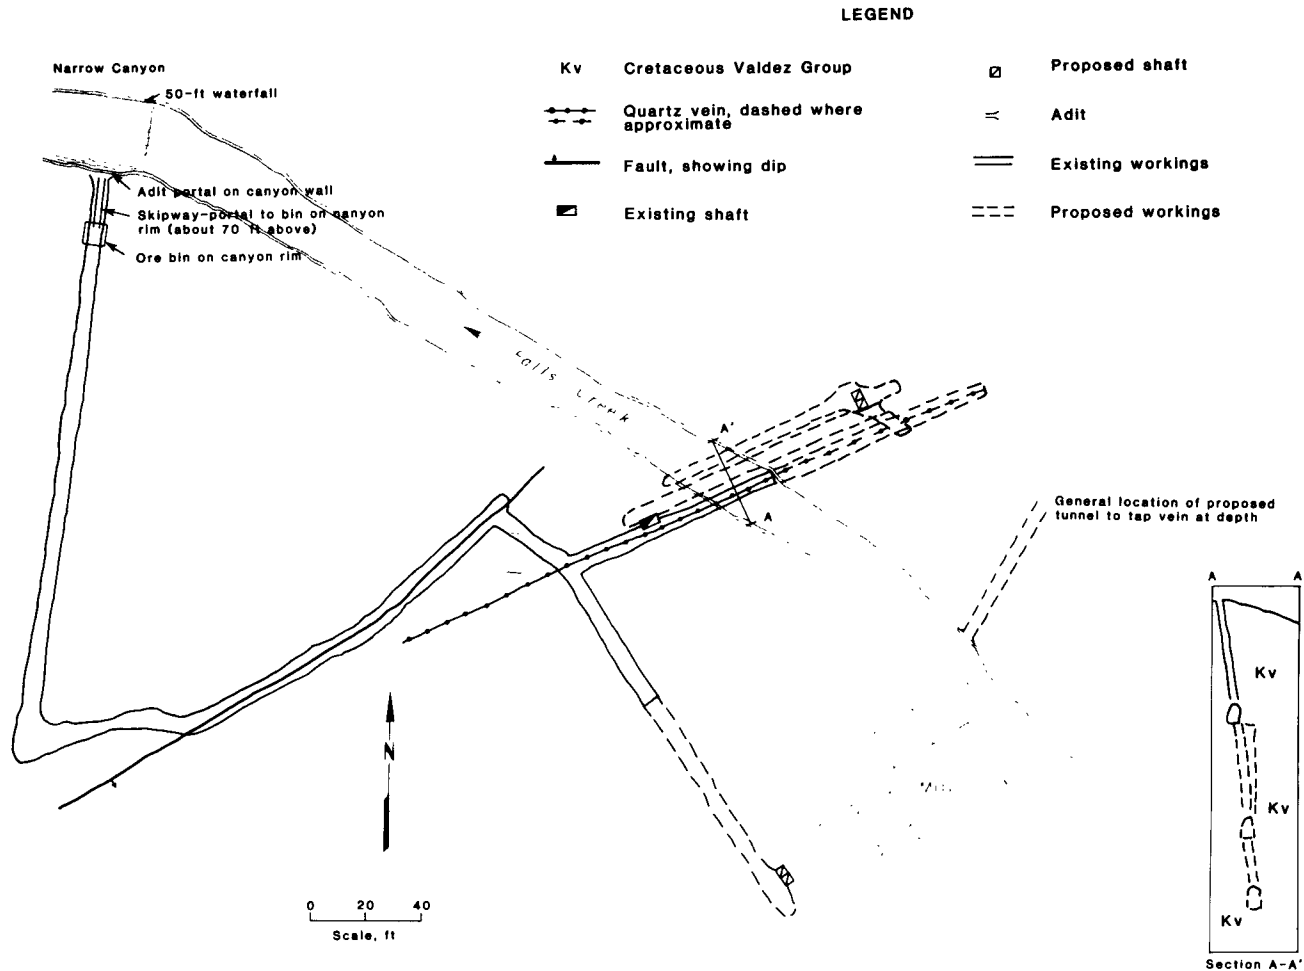 LEGEND
Narrow Canyon
50-ft waterfall
Adit portal on canyon wall
Skipway-portal to bin on nanyon
rim (about 70 ft above)
Ore bin on canyon rim
Kv Cretaceous Valdez Group
Quartz vein, dashed where
approximate
Fault, showing dip
Existing shaft
Proposed shaft
Adit
Existing workings
Proposed workings
Falls Creek
A'
A
General location of proposed
tunnel to tap vein at depth
N
0 20 40
Scale, ft
A A
Kv
Kv
Kv
Section A-A'